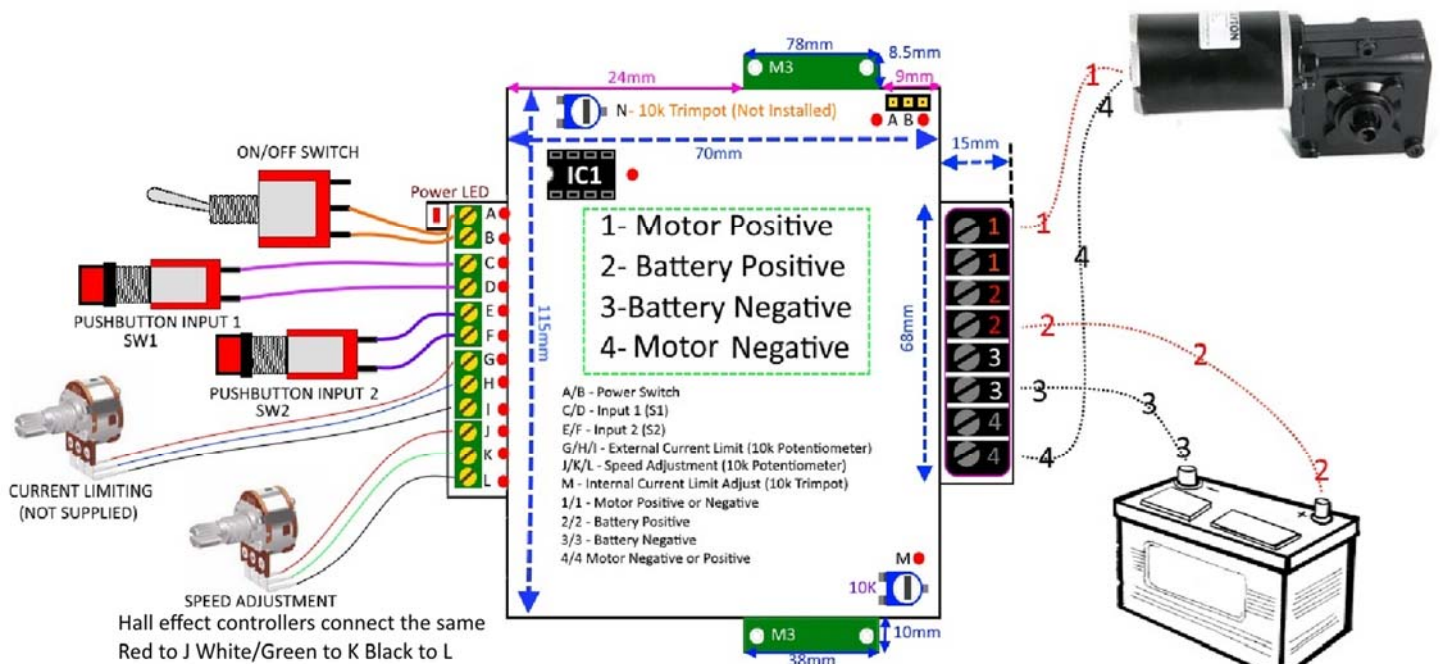 78mm
8.5mm
M3
24mm
9mm
N- 10k Trimpot (Not Installed)
A B
70mm
15mm
ON/OFF SWITCH
IC1
Power LED
A
B
C
D
E
F
G
H
I
J
K
L
PUSHBUTTON INPUT 1
SW1
PUSHBUTTON INPUT 2
SW2
CURRENT LIMITING
(NOT SUPPLIED)
SPEED ADJUSTMENT
Hall effect controllers connect the same
Red to J White/Green to K Black to L
115mm
1- Motor Positive
2- Battery Positive
3-Battery Negative
4- Motor Negative
A/B - Power Switch
C/D - Input 1 (S1)
E/F - Input 2 (S2)
G/H/I - External Current Limit (10k Potentiometer)
J/K/L - Speed Adjustment (10k Potentiometer)
M - Internal Current Limit Adjust (10k Trimpot)
1/1 - Motor Positive or Negative
2/2 - Battery Positive
3/3 - Battery Negative
4/4 Motor Negative or Positive
M
10K
M3
10mm
38mm
68mm
1
1
2
2
3
3
4
4
1
1
4
4
4
2
2
2
3
3
3
- +